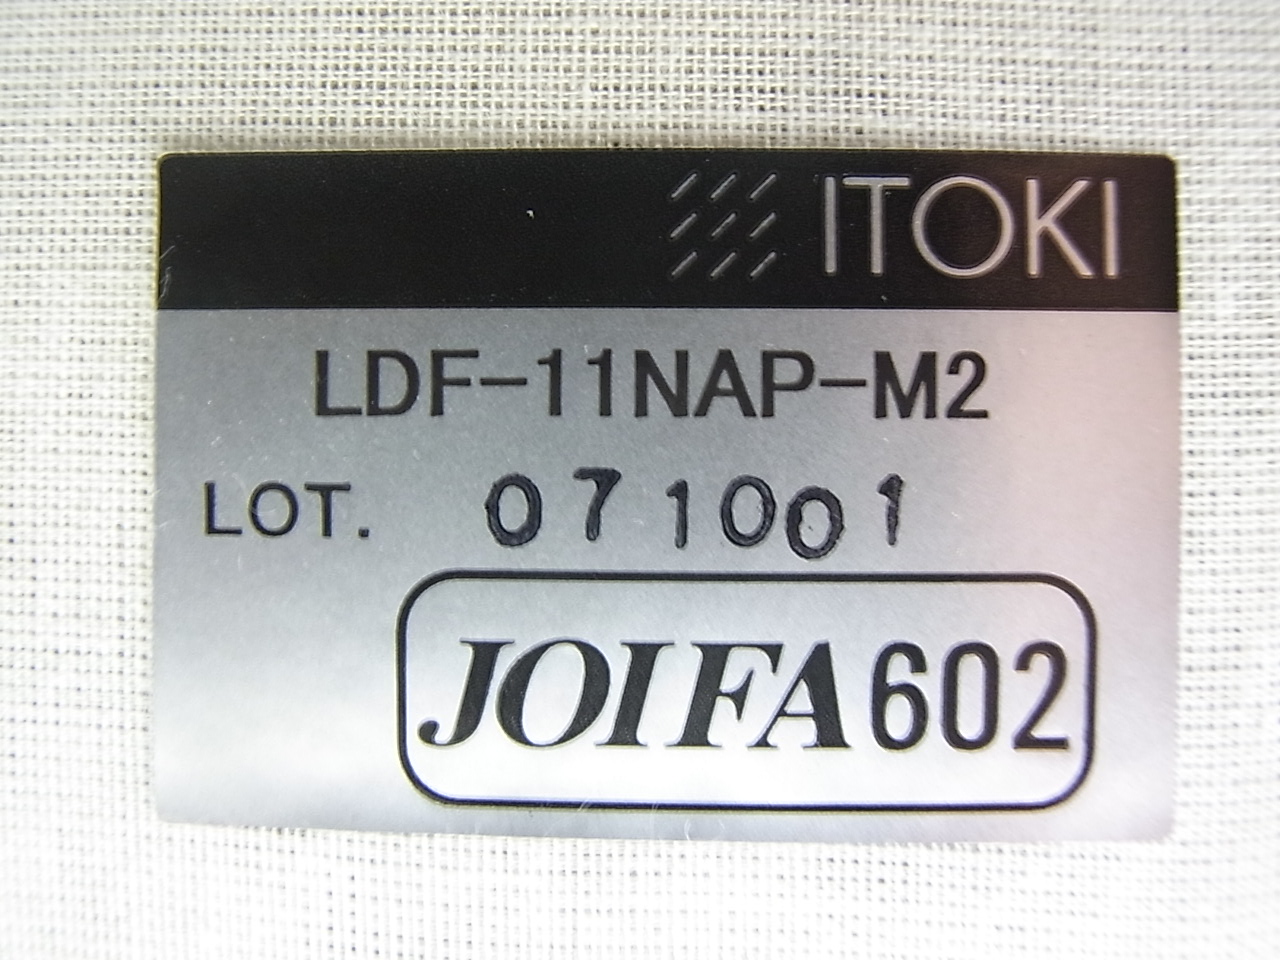 ITOKI
LDF-11NAP-M2
LOT. 071001
JOIFA602